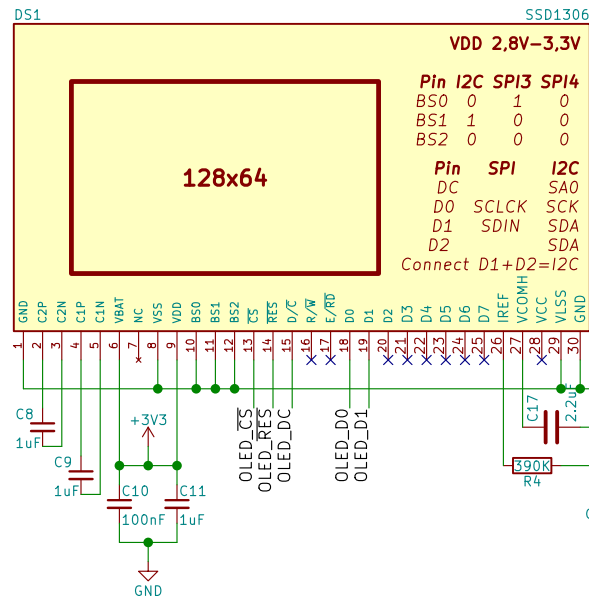 DS1 SSD1306
VDD 2,8V-3,3V
Pin I2C SPI3 SPI4
BS0 0 1 0
BS1 1 0 0
BS2 0 0 0
128x64
Pin SPI I2C
DC SA0
D0 SCLCK SCK
D1 SDIN SDA
D2 SDA
Connect D1+D2=I2C
GND C2P C2N C1P C1N VBAT NC VSS VDD BS0 BS1 BS2 CS RES D/C R/W E/RD D0 D1 D2 D3 D4 D5 D6 D7 IREF VCOMH VCC VLSS GND
1 2 3 4 5 6 7 8 9 10 11 12 13 14 15 16 17 18 19 20 21 22 23 24 25 26 27 28 29 30
C8
1uF
+3V3
OLED_CS
OLED_RES
OLED_DC
OLED_D0
OLED_D1
C17
2.2uF
C9
1uF
390K
R4
C10
100nF
C11
1uF
GND